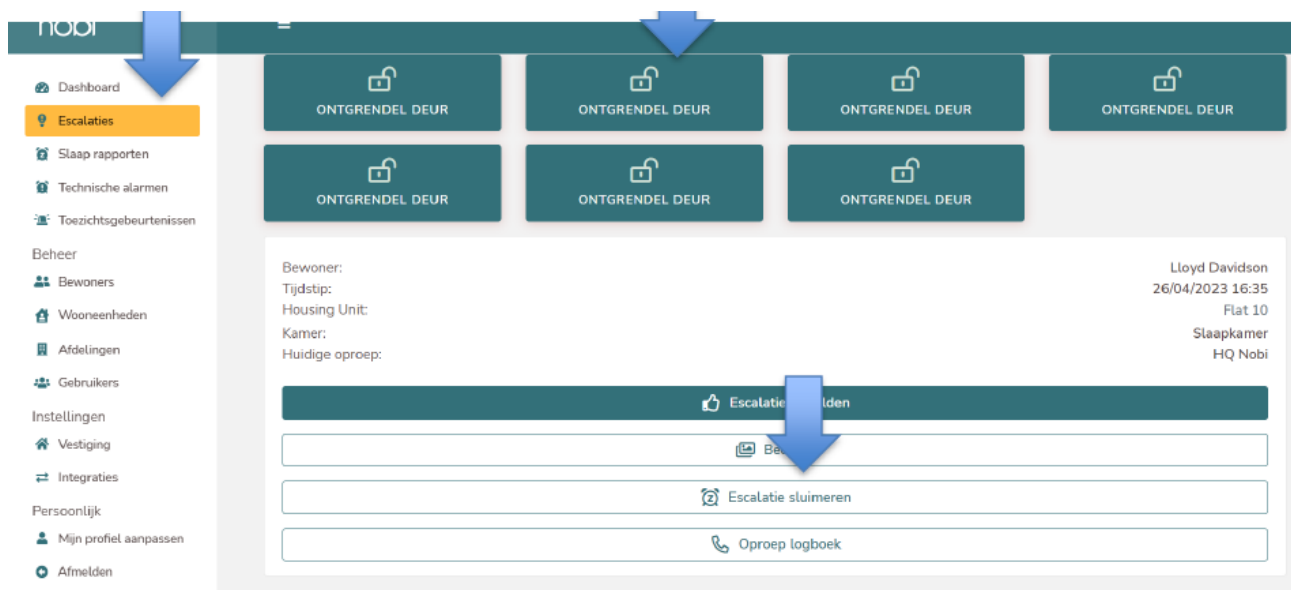 nobi
Dashboard
Escalaties
Slaap rapporten
Technische alarmen
Toezichtsgebeurtenissen
Beheer
Bewoners
Wooneenheden
Afdelingen
Gebruikers
Instellingen
Vestiging
Integraties
Persoonlijk
Mijn profiel aanpassen
Afmelden
ONTGRENDEL DEUR ONTGRENDEL DEUR ONTGRENDEL DEUR ONTGRENDEL DEUR
ONTGRENDEL DEUR ONTGRENDEL DEUR ONTGRENDEL DEUR
Bewoner: Lloyd Davidson
Tijdstip: 26/04/2023 16:35
Housing Unit: Flat 10
Kamer: Slaapkamer
Huidige oproep: HQ Nobi
Escalatie
Escalatie sluimeren
Oproep logboek